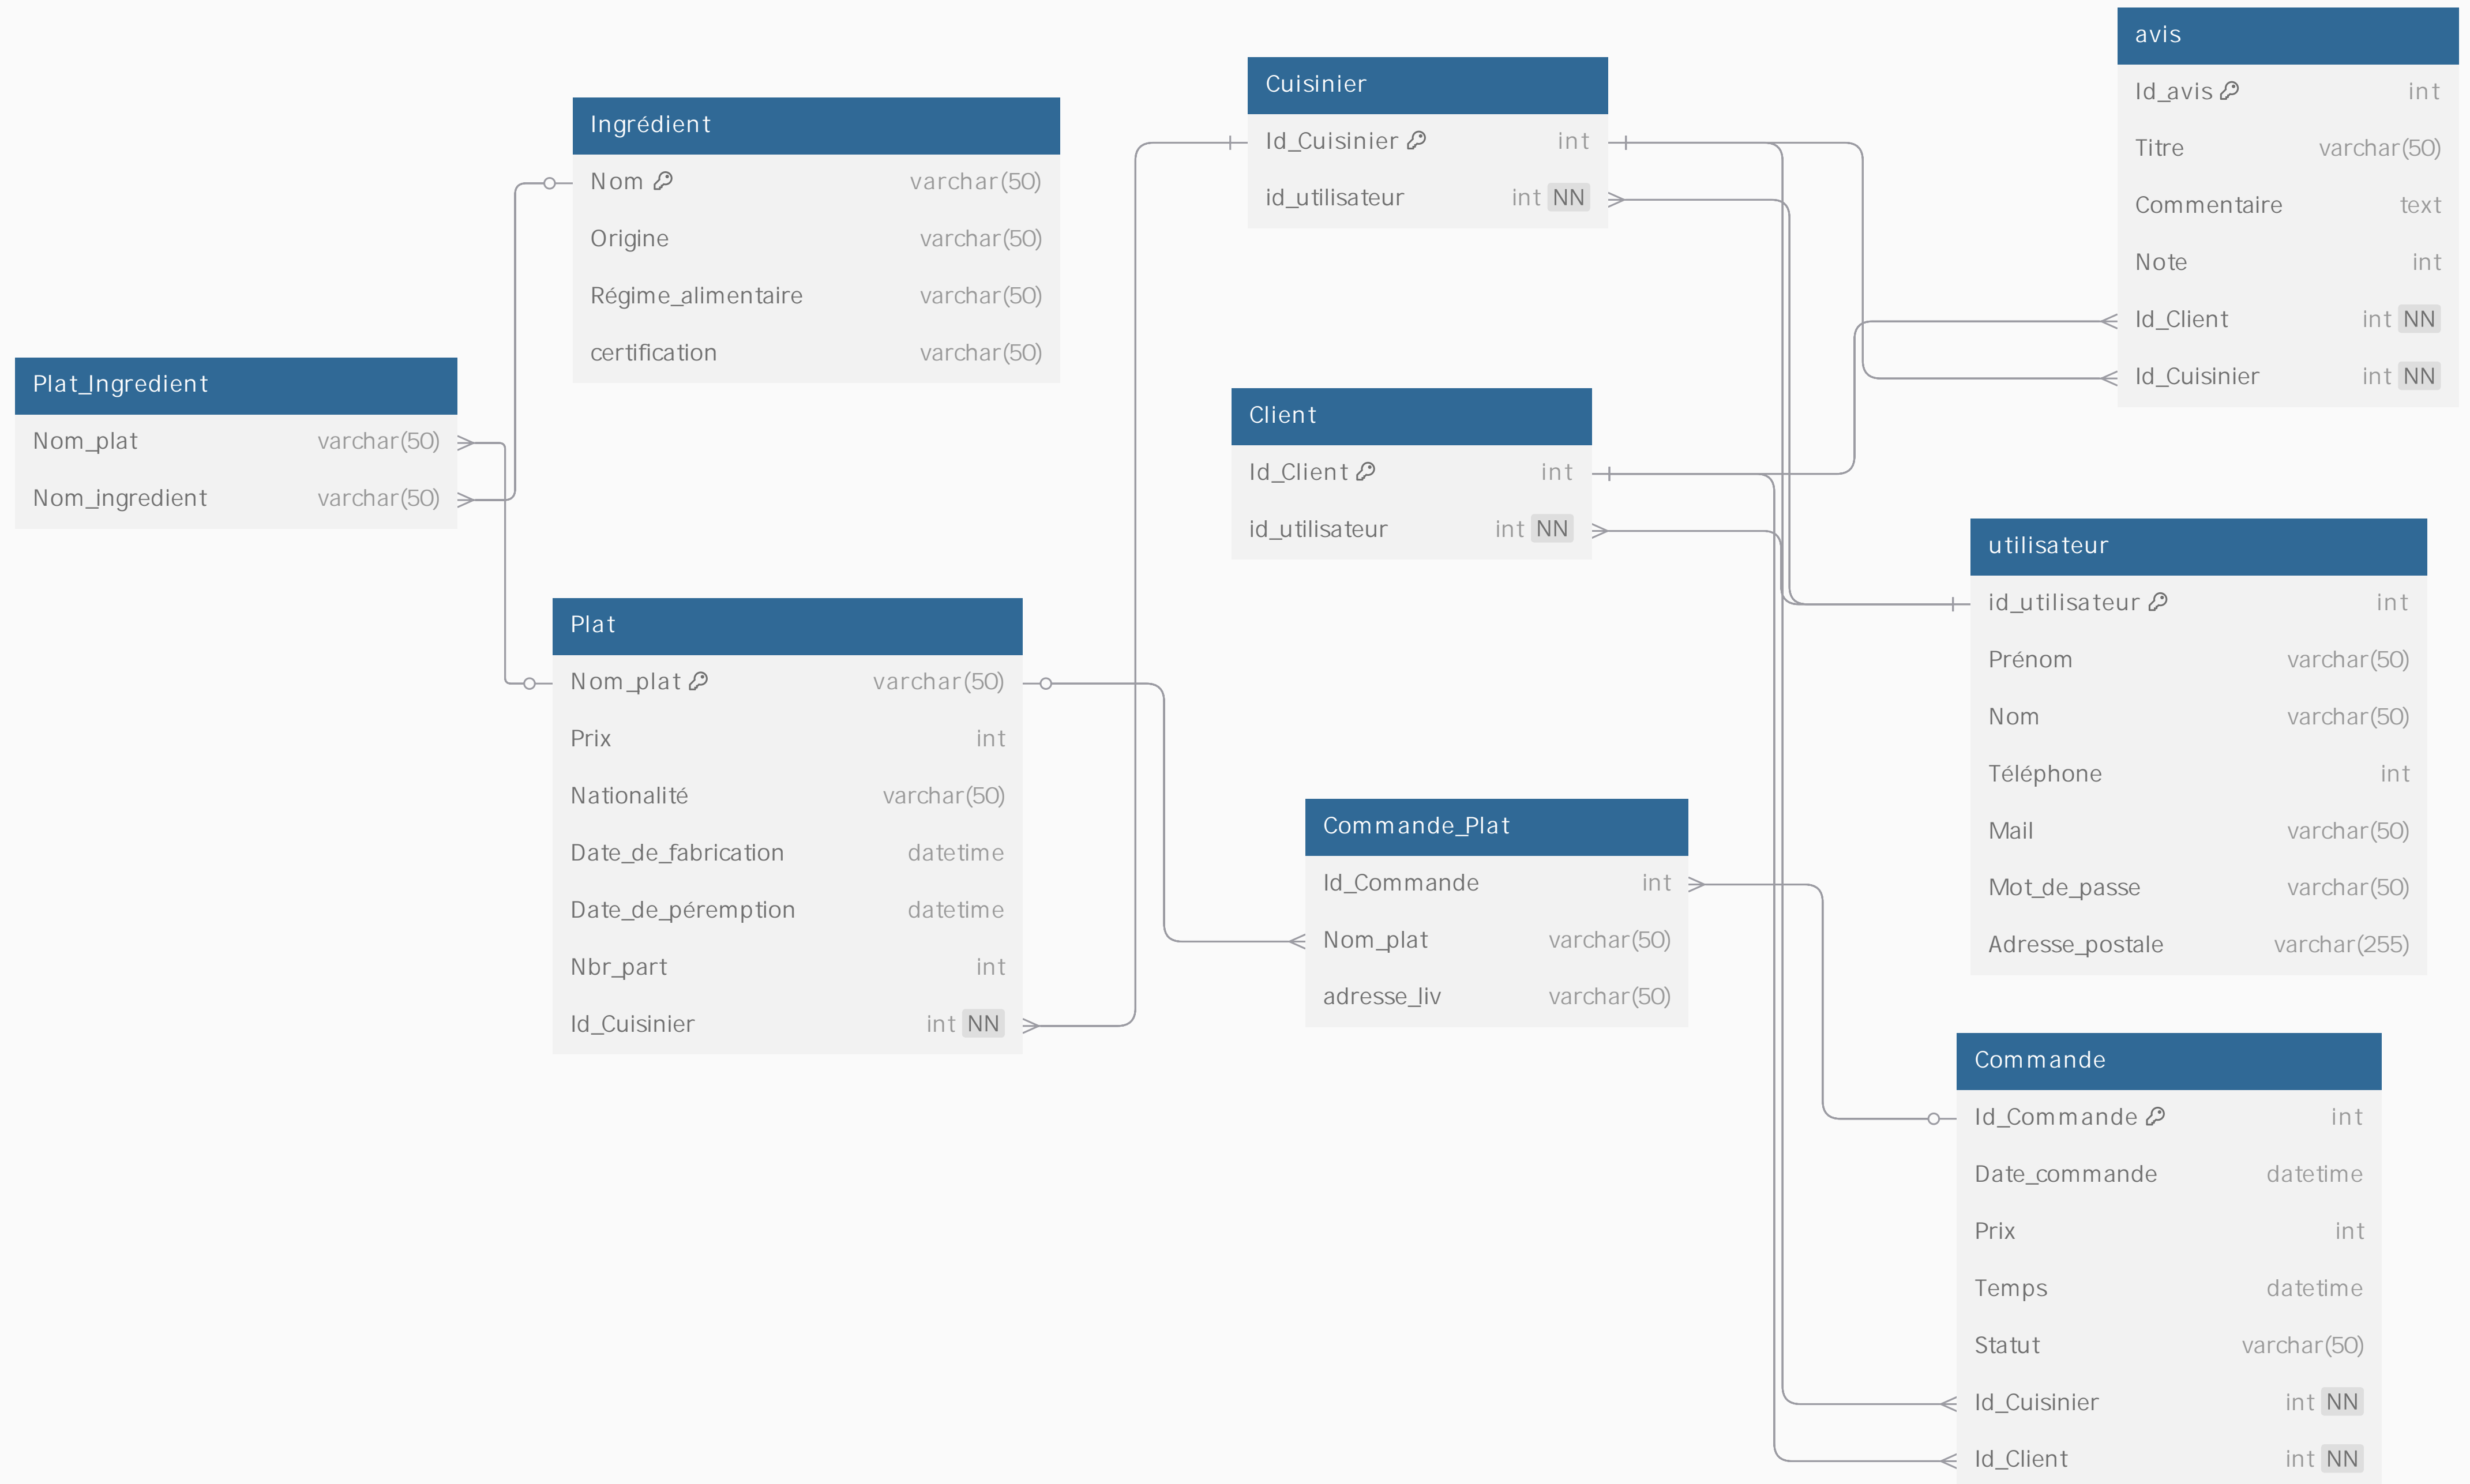 avis
Id_avis int
Titre varchar(50)
Commentaire text
Note int
Id_Client int NN
Id_Cuisinier int NN
Cuisinier
Id_Cuisinier int
id_utilisateur int NN
Ingrédient
Nom varchar(50)
Origine varchar(50)
Régime_alimentaire varchar(50)
certification varchar(50)
Plat_Ingredient
Nom_plat varchar(50)
Nom_ingredient varchar(50)
Client
Id_Client int
id_utilisateur int NN
utilisateur
id_utilisateur int
Prénom varchar(50)
Nom varchar(50)
Téléphone int
Mail varchar(50)
Mot_de_passe varchar(50)
Adresse_postale varchar(255)
Plat
Nom_plat varchar(50)
Prix int
Nationalité varchar(50)
Date_de_fabrication datetime
Date_de_péremption datetime
Nbr_part int
Id_Cuisinier int NN
Commande_Plat
Id_Commande int
Nom_plat varchar(50)
adresse_liv varchar(50)
Commande
Id_Commande int
Date_commande datetime
Prix int
Temps datetime
Statut varchar(50)
Id_Cuisinier int NN
Id_Client int NN